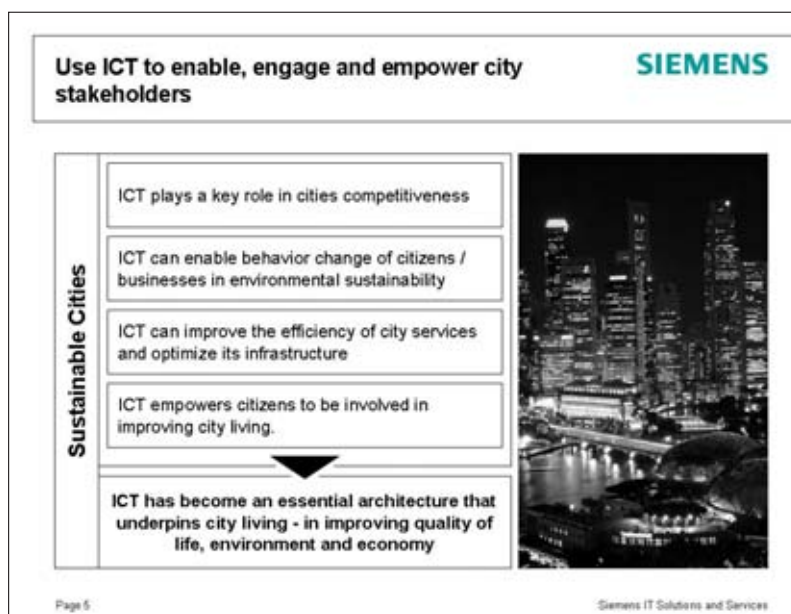 Use ICT to enable, engage and empower city
stakeholders
SIEMENS
Sustainable Cities
ICT plays a key role in cities competitiveness
ICT can enable behavior change of citizens /
businesses in environmental sustainability
ICT can improve the efficiency of city services
and optimize its infrastructure
ICT empowers citizens to be involved in
improving city living.
ICT has become an essential architecture that
underpins city living - in improving quality of
life, environment and economy
Page 5
Siemens IT Solutions and Services